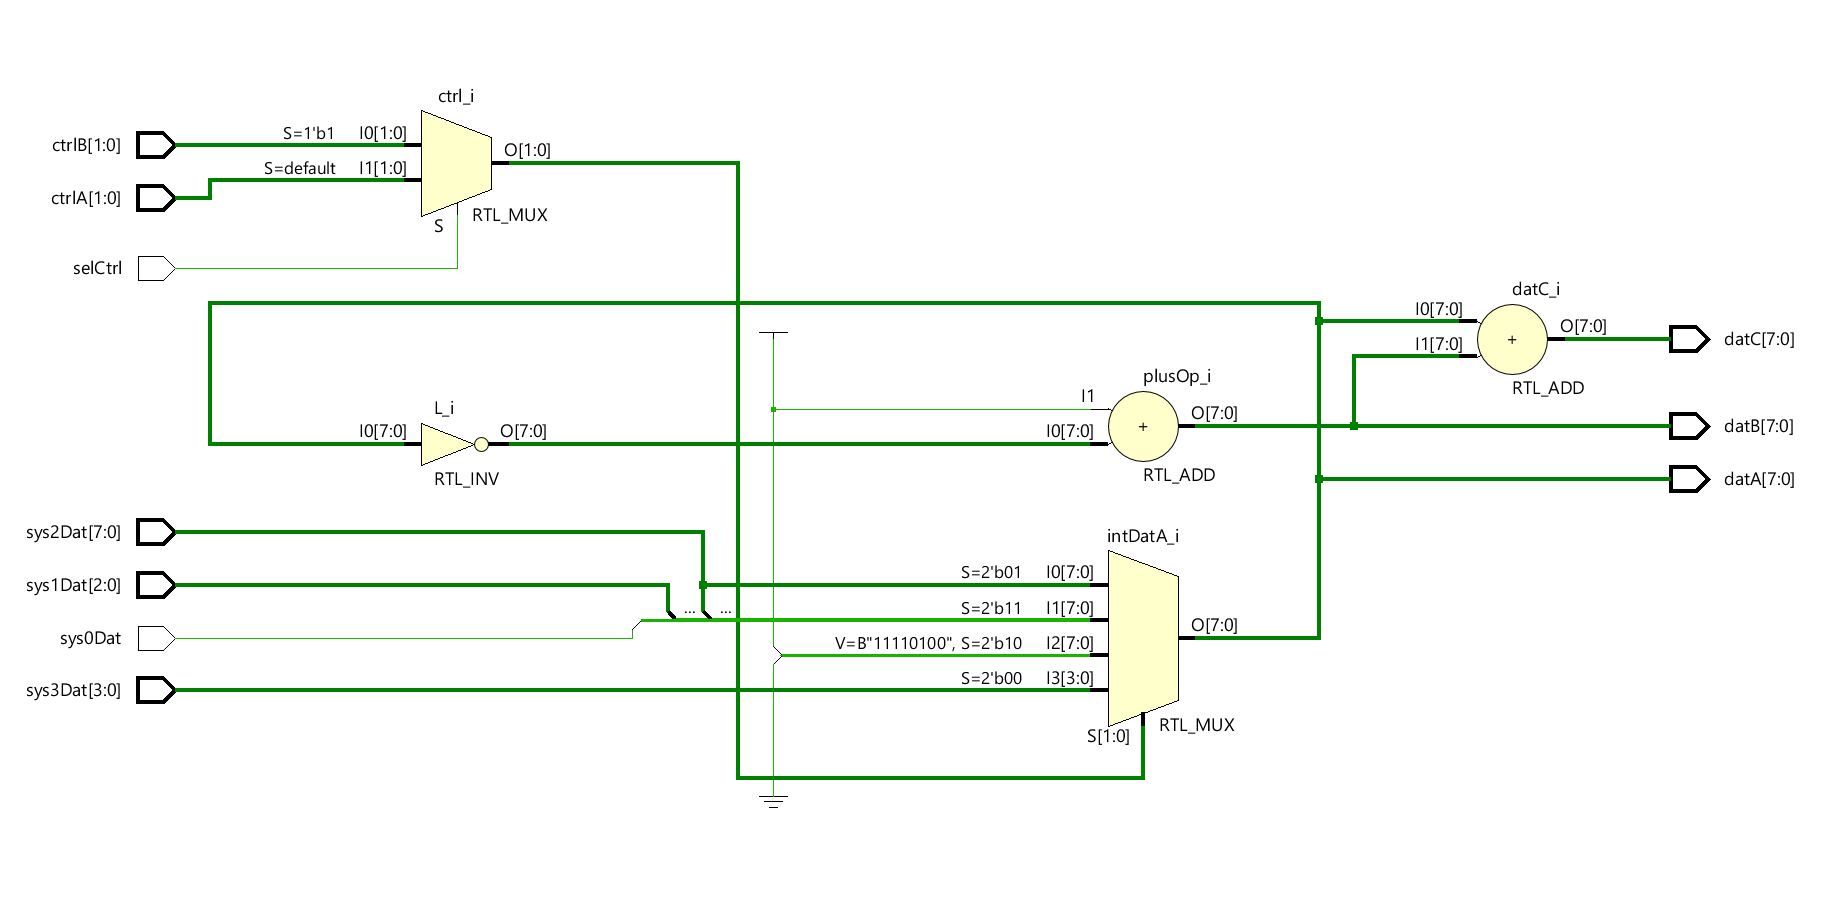 ctrl_i
ctrlB[1:0]
S=1'b1
I0[1:0]
O[1:0]
S=default
I1[1:0]
ctrlA[1:0]
S
RTL_MUX
selCtrl
datC_i
I0[7:0]
O[7:0]
datC[7:0]
I1[7:0]
+
RTL_ADD
plusOp_i
I1
O[7:0]
datB[7:0]
+
I0[7:0]
RTL_ADD
L_i
I0[7:0]
O[7:0]
RTL_INV
datA[7:0]
sys2Dat[7:0]
intDatA_i
sys1Dat[2:0]
S=2'b01
I0[7:0]
...
...
S=2'b11
I1[7:0]
sys0Dat
O[7:0]
V=B"11110100", S=2'b10
I2[7:0]
sys3Dat[3:0]
S=2'b00
I3[3:0]
S[1:0]
RTL_MUX